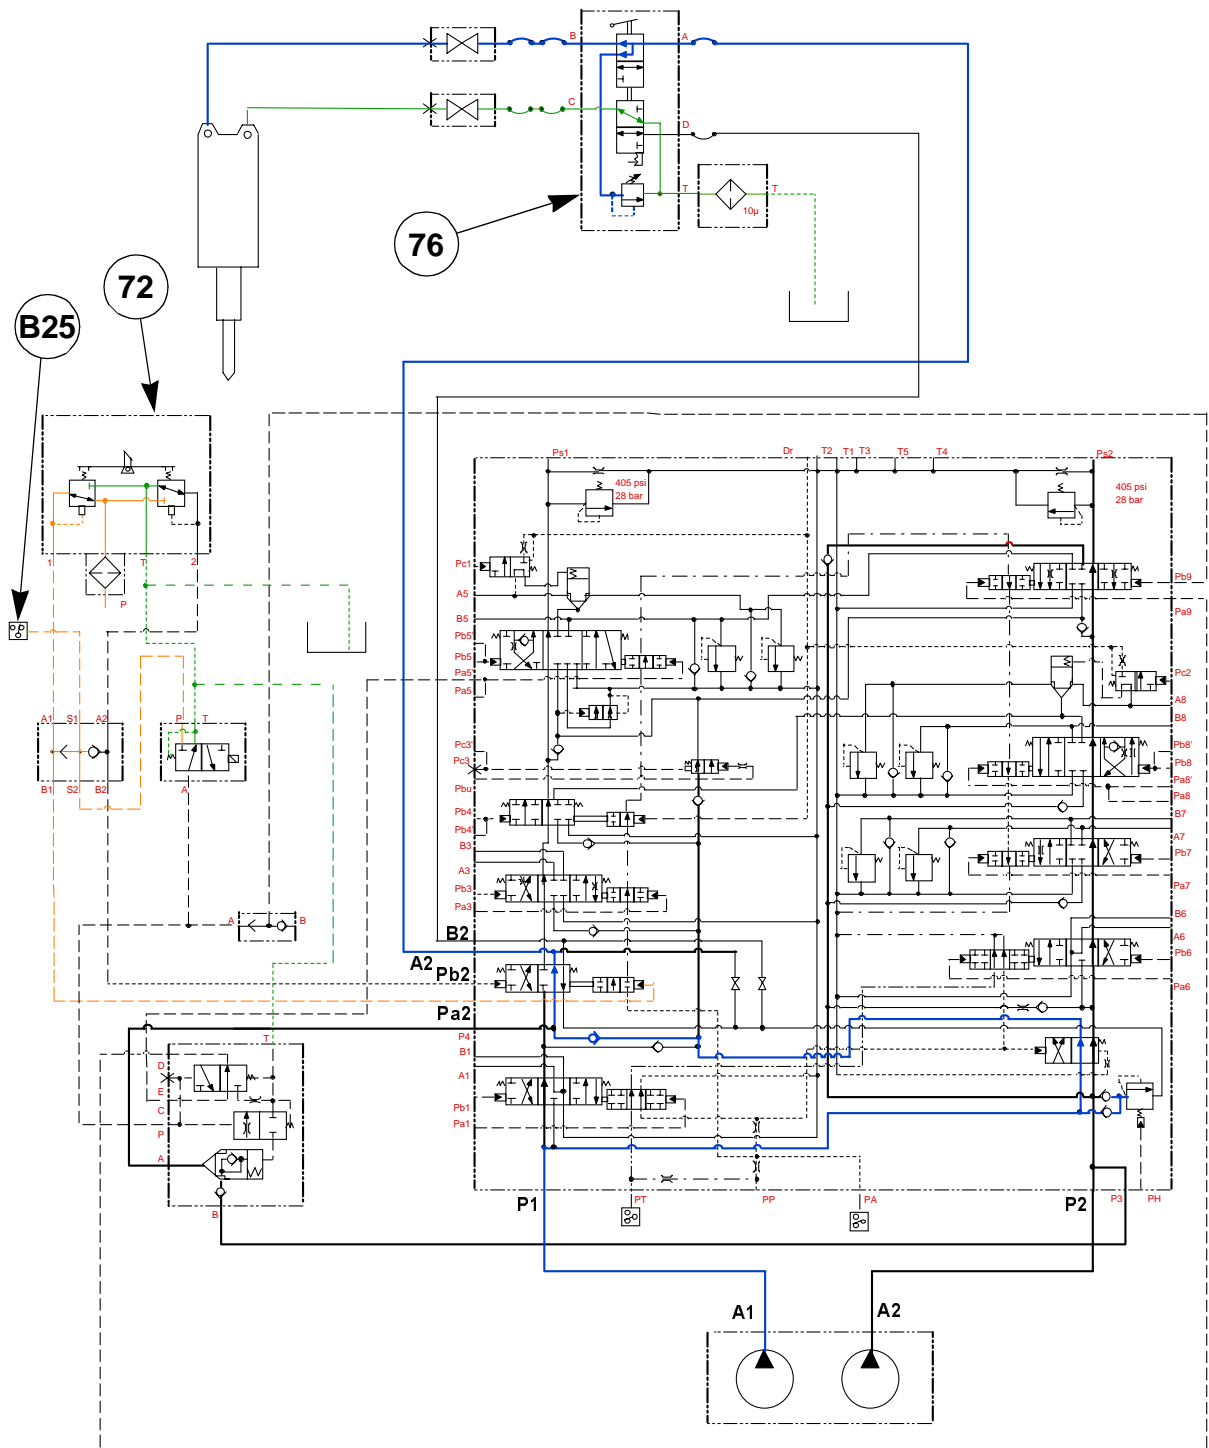 B
A
C
D
T
T
10µ
76
72
B25
1
T
2
P
Ps1
Dr
T2
T1
T3
T5
T4
Ps2
405 psi
28 bar
405 psi
28 bar
Pc1
A5
B5
Pb5'
Pb5
Pa5'
Pa5
Pc3'
Pc3
Pbu
Pb4
Pb4'
B3
A3
Pb3
Pa3
B2
A2
Pb2
Pa2
P4
B1
A1
Pb1
Pa1
Pb9
Pa9
Pc2
A8
B8
Pb8'
Pb8
Pa8'
Pa8
B7
A7
Pb7
Pa7
B6
A6
Pb6
Pa6
A1
S1
A2
P
T
B1
S2
B2
A
A
B
T
D
E
C
P
A
B
P1
PT
PP
PA
P2
P3
PH
A1
A2